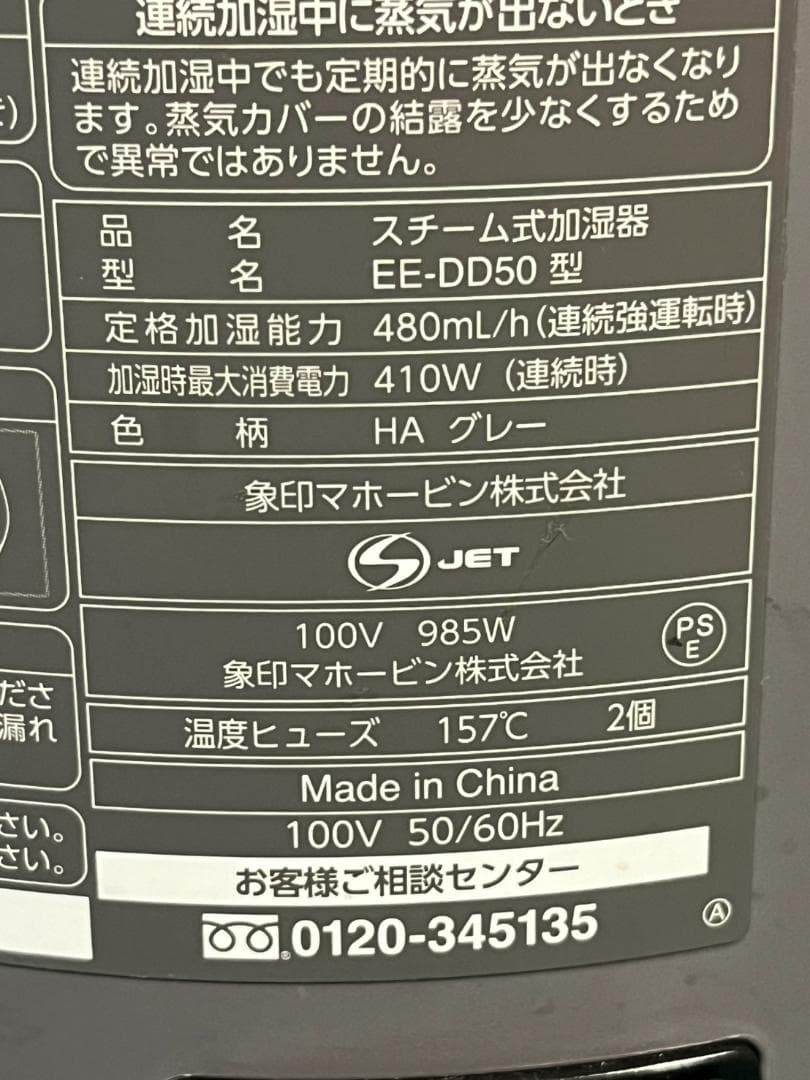 連続加湿中に蒸気が出ないとき
連続加湿中でも定期的に蒸気が出なくなり
ます。蒸気カバーの結露を少なくするため
で異常ではありません。
品名 スチーム式加湿器
型名 EE-DD50 型
定格加湿能力 480mL/h(連続強運転時)
加湿時最大消費電力 410W (連続時)
色柄 HA グレー
象印マホービン株式会社
S JET
100V 985W
象印マホービン株式会社
PS
E
温度ヒューズ 157℃ 2個
Made in China
100V 50/60Hz
お客様ご相談センター
0120-345135
®
A
ださ
漏れ
さい。
さい。